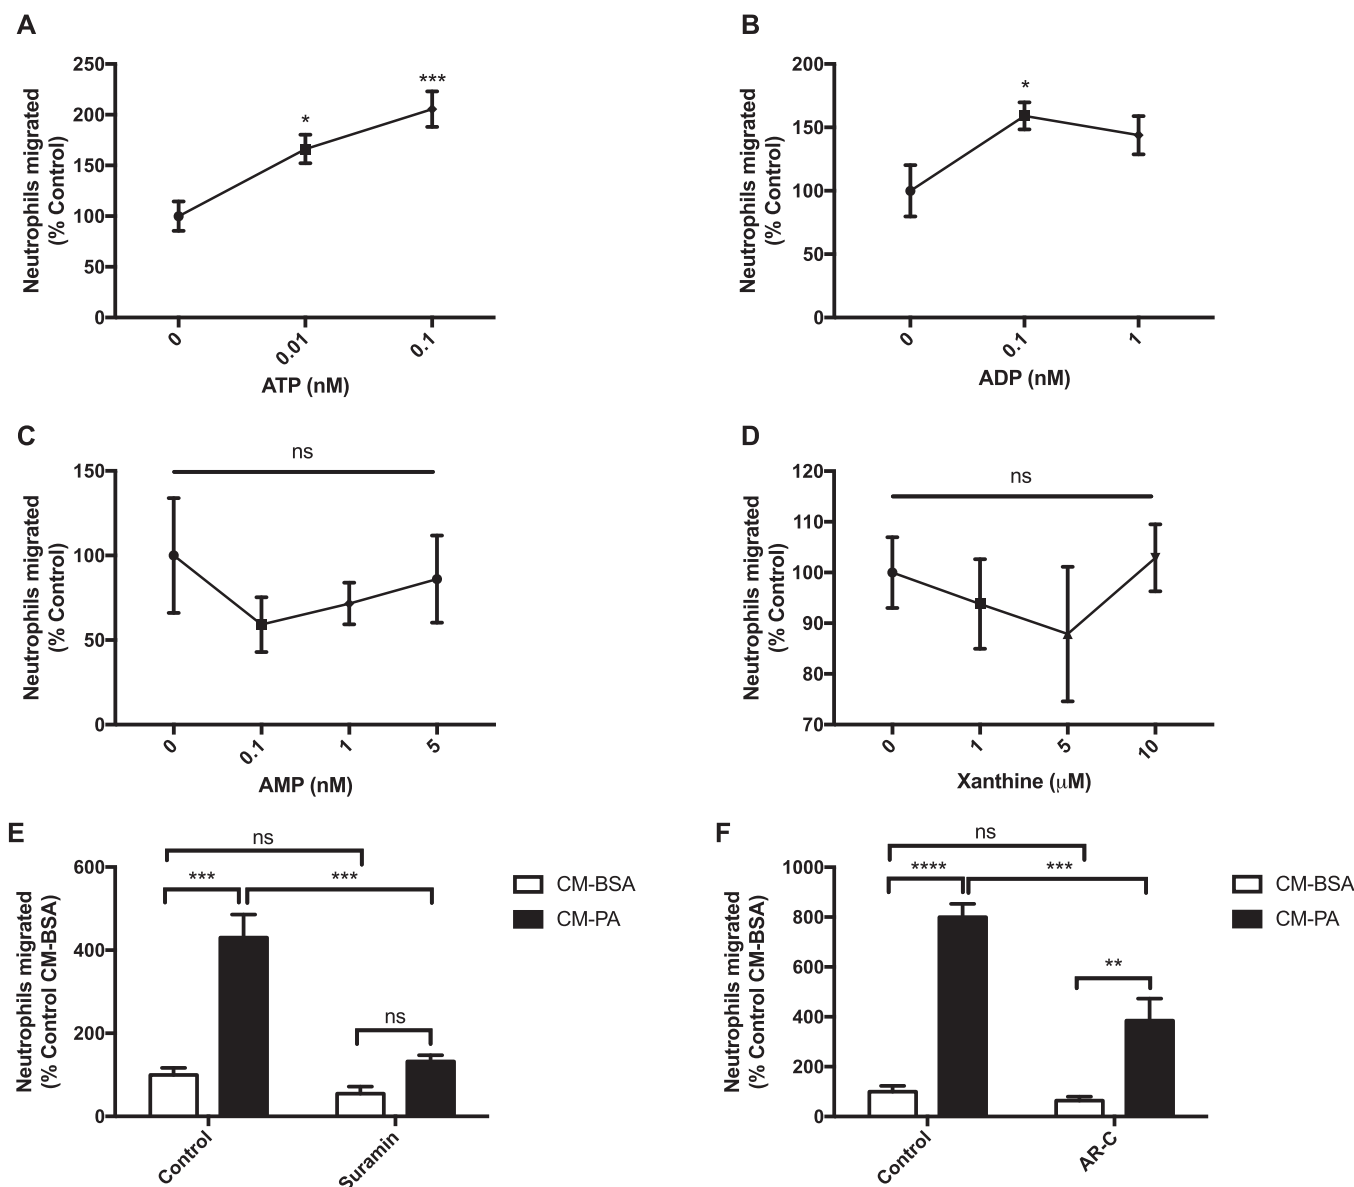 A
Neutrophils migrated
(% Control)
250
200
150
100
50
0
*
***
0
0.01
0.1
ATP (nM)
B
Neutrophils migrated
(% Control)
200
150
100
50
0
*
0
0.1
1
ADP (nM)
C
Neutrophils migrated
(% Control)
150
100
50
0
ns
0
0.1
1
5
AMP (nM)
D
Neutrophils migrated
(% Control)
120
110
100
90
80
70
ns
0
1
5
10
Xanthine (μM)
E
Neutrophils migrated
(% Control CM-BSA)
600
400
200
0
ns
***
***
ns
Control
Suramin
CM-BSA
CM-PA
F
Neutrophils migrated
(% Control CM-BSA)
1000
800
600
400
200
0
ns
****
***
**
Control
AR-C
CM-BSA
CM-PA